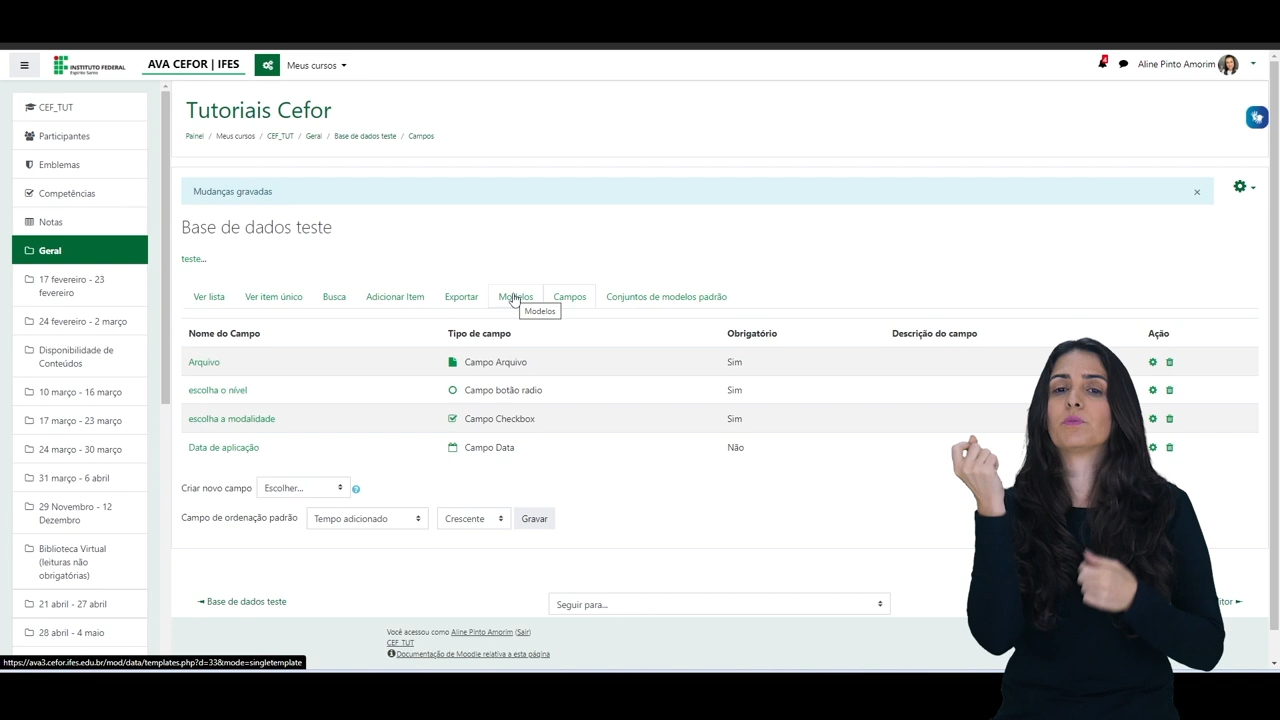 INSTITUTO FEDERAL
Espírito Santo
AVA CEFOR | IFES
Meus cursos
Aline Pinto Amorim
CEF_TUT
Participantes
Emblemas
Competências
Notas
Geral
17 fevereiro - 23
fevereiro
24 fevereiro - 2 março
Disponibilidade de
Conteúdos
10 março - 16 março
17 março - 23 março
24 março - 30 março
31 março - 6 abril
29 Novembro - 12
Dezembro
Biblioteca Virtual
(leituras não
obrigatórias)
21 abril - 27 abril
28 abril - 4 maio
Tutoriais Cefor
Painel / Meus cursos / CEF_TUT / Geral / Base de dados teste / Campos
Mudanças gravadas ×
Base de dados teste
teste...
Ver lista Ver item único Busca Adicionar Item Exportar Modelos Campos Conjuntos de modelos padrão
Modelos
Nome do Campo Tipo de campo Obrigatório Descrição do campo Ação
Arquivo Campo Arquivo Sim
escolha o nível Campo botão radio Sim
escolha a modalidade Campo Checkbox Sim
Data de aplicação Campo Data Não
Criar novo campo Escolher... ?
Campo de ordenação padrão Tempo adicionado Crescente Gravar
◄ Base de dados teste
Seguir para...
itor ►
Você acessou como Aline Pinto Amorim (Sair)
CEF_TUT
Documentação de Moodle relativa a esta página
https://ava3.cefor.ifes.edu.br/mod/data/templates.php?d=33&mode=singletemplate